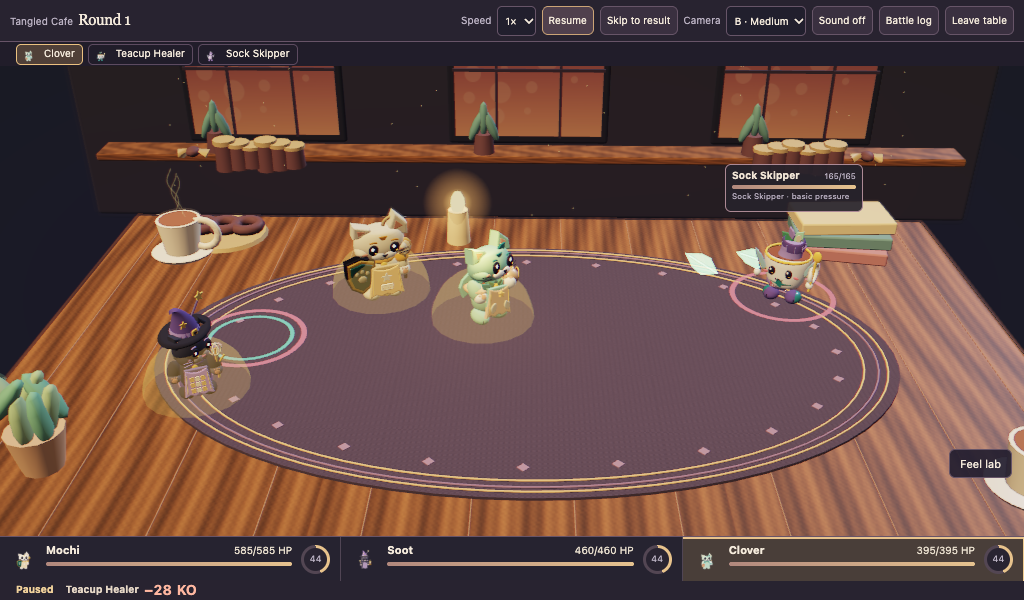 Tangled Cafe Round 1
Speed 1x Resume Skip to result Camera B · Medium Sound off Battle log Leave table
Clover Teacup Healer Sock Skipper
Sock Skipper 165/165
Sock Skipper · basic pressure
Feel lab
Mochi 585/585 HP 44
Soot 460/460 HP 44
Clover 395/395 HP 44
Paused Teacup Healer −28 KO